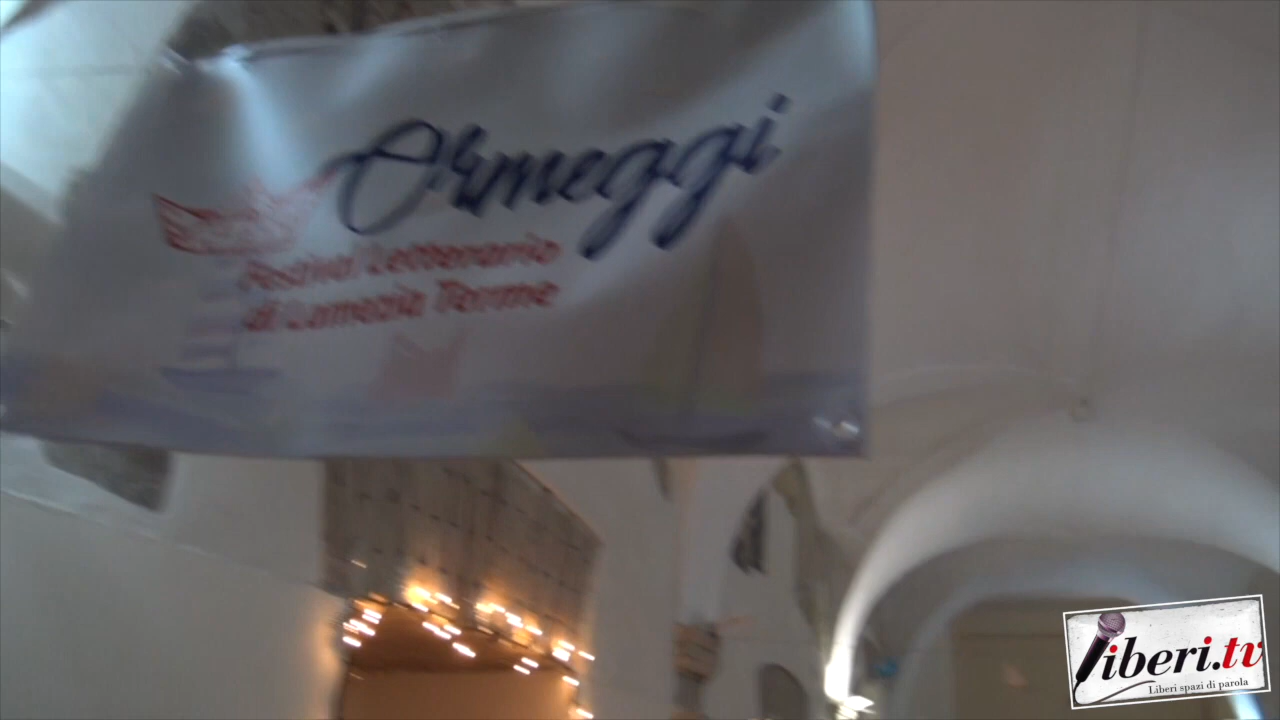 Ormeggi
Festival Letterario
di Lamezia Terme
liberi.tv
Liberi spazi di parola